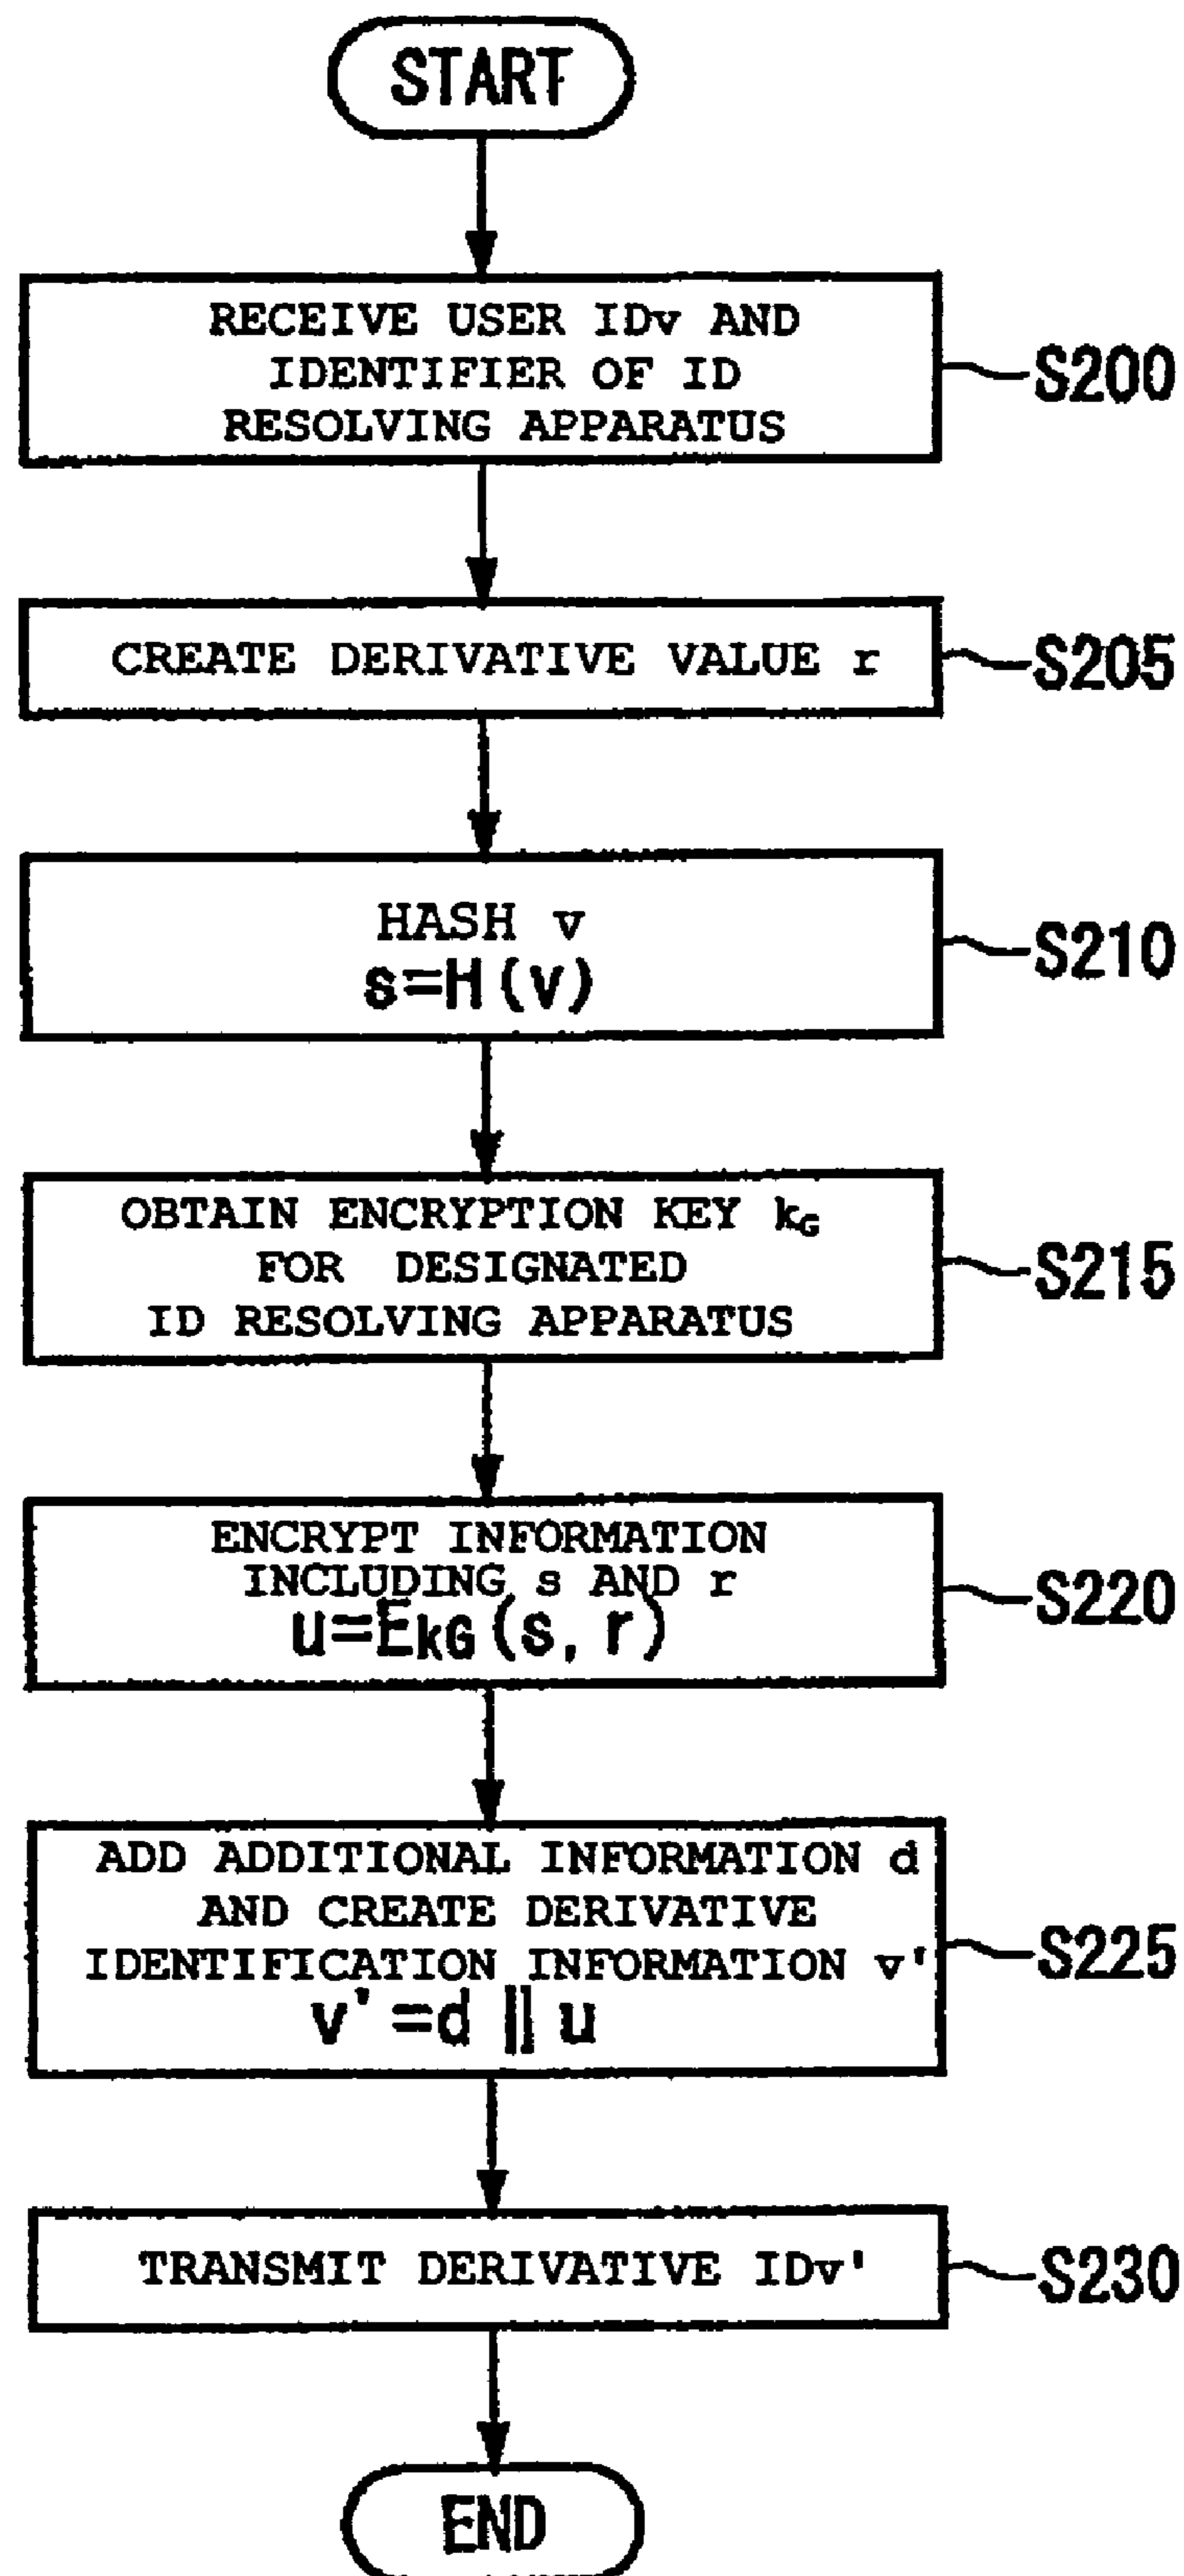 START
RECEIVE USER IDv AND
IDENTIFIER OF ID
RESOLVING APPARATUS
S200
CREATE DERIVATIVE VALUE r
S205
HASH v
s=H(v)
S210
OBTAIN ENCRYPTION KEY kG
FOR DESIGNATED
ID RESOLVING APPARATUS
S215
ENCRYPT INFORMATION
INCLUDING s AND r
u=EkG(s, r)
S220
ADD ADDITIONAL INFORMATION d
AND CREATE DERIVATIVE
IDENTIFICATION INFORMATION v'
v'=d || u
S225
TRANSMIT DERIVATIVE IDv'
S230
END